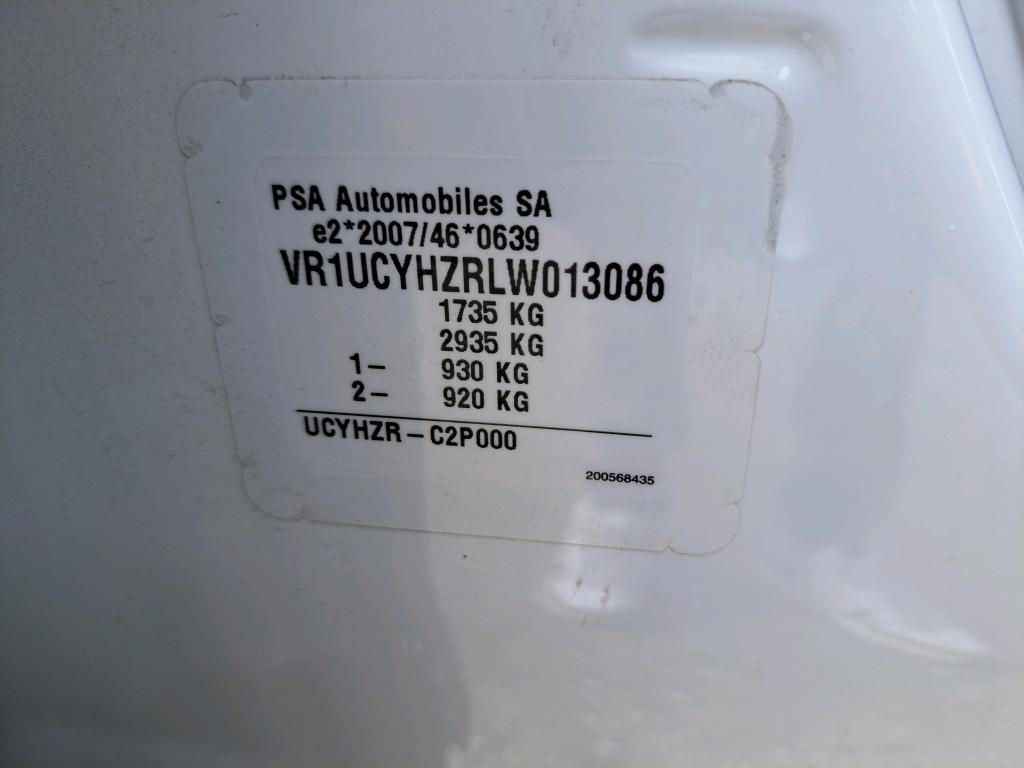 PSA Automobiles SA
e2*2007/46*0639
VR1UCYHZRLW013086
1735 KG
2935 KG
1– 930 KG
2– 920 KG
UCYHZR – C2P000
200568435